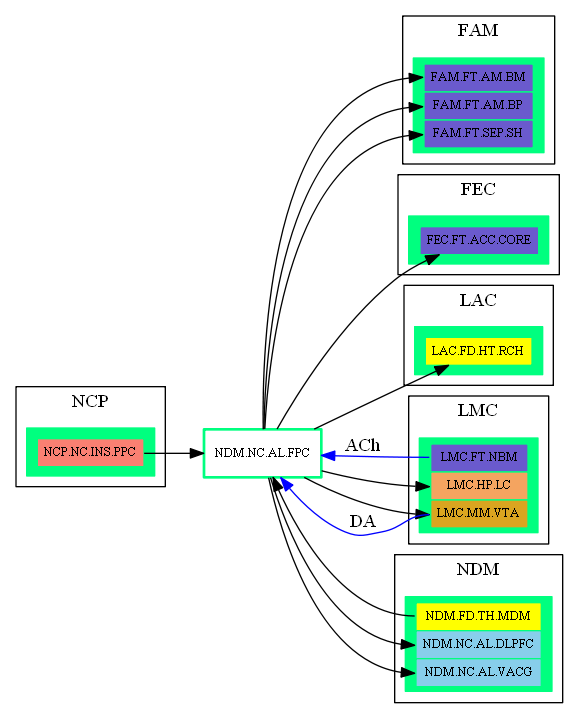 FAM
FAM.FT.AM.BM
FAM.FT.AM.BP
FAM.FT.SEP.SH
FEC
FEC.FT.ACC.CORE
LAC
LAC.FD.HT.RCH
NCP
NCP.NC.INS.PPC
NDM.NC.AL.FPC
LMC
ACh
LMC.FT.NBM
LMC.HP.LC
LMC.MM.VTA
DA
NDM
NDM.FD.TH.MDM
NDM.NC.AL.DLPFC
NDM.NC.AL.VACG